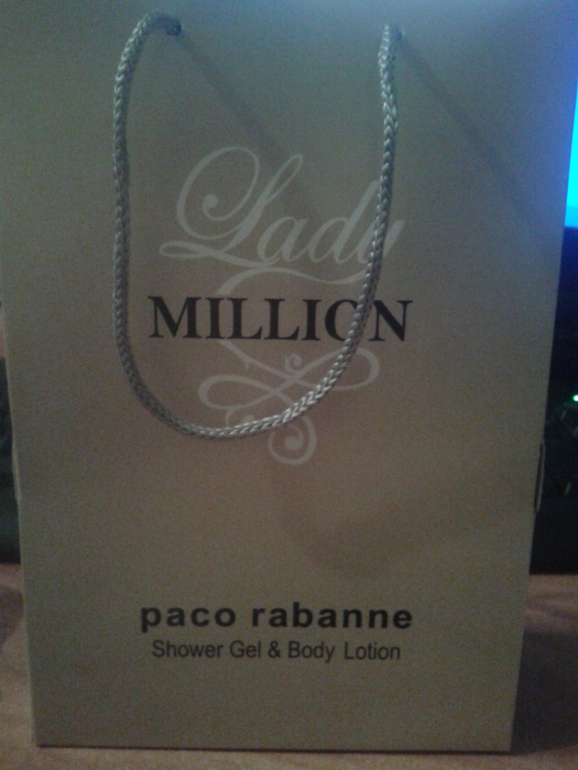 Lady
MILLION
paco rabanne
Shower Gel & Body Lotion